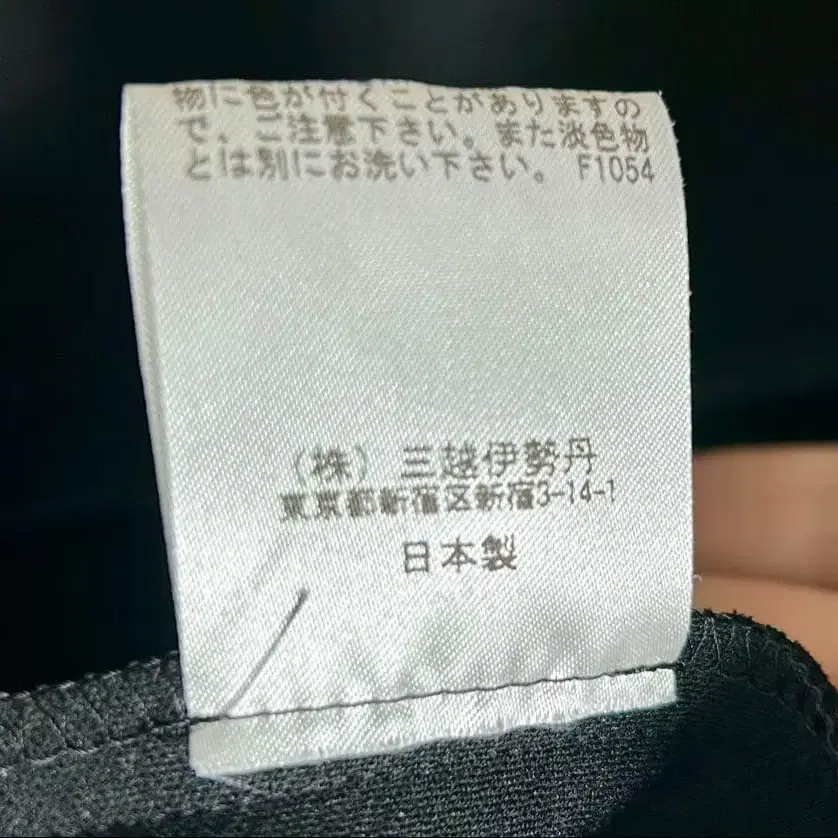 物に色が付くことがありますの
で、ご注意下さい。また淡色物
とは別にお洗い下さい。 F1054
(株) 三越伊勢丹
東京都新宿区新宿3-14-1
日本製